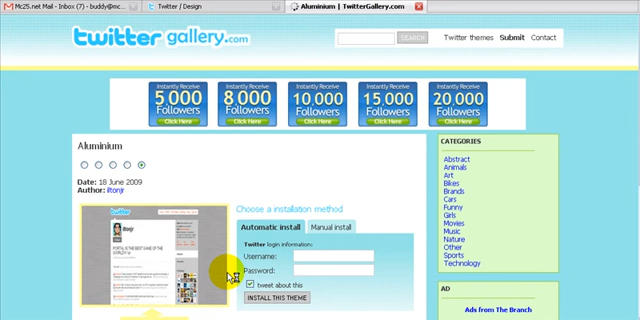 Mc25.net Mail - Inbox (7) - buddy@mc...
Twitter / Design
Aluminium | TwitterGallery.com
twitter gallery.com
SEARCH
Twitter themes Submit Contact
Instantly Receive
5,000
Followers
Click Here
Instantly Receive
8,000
Followers
Click Here
Instantly Receive
10,000
Followers
Click Here
Instantly Receive
15,000
Followers
Click Here
Instantly Receive
20,000
Followers
Click Here
Aluminium
Date: 18 June 2009
Author: iltonjr
twitter
iltonjr
Choose a installation method
Automatic install Manual install
Twitter login information:
Username:
Password:
tweet about this
INSTALL THIS THEME
CATEGORIES
Abstract
Animals
Art
Bikes
Brands
Cars
Funny
Girls
Movies
Music
Nature
Other
Sports
Technology
AD
Ads from The Branch